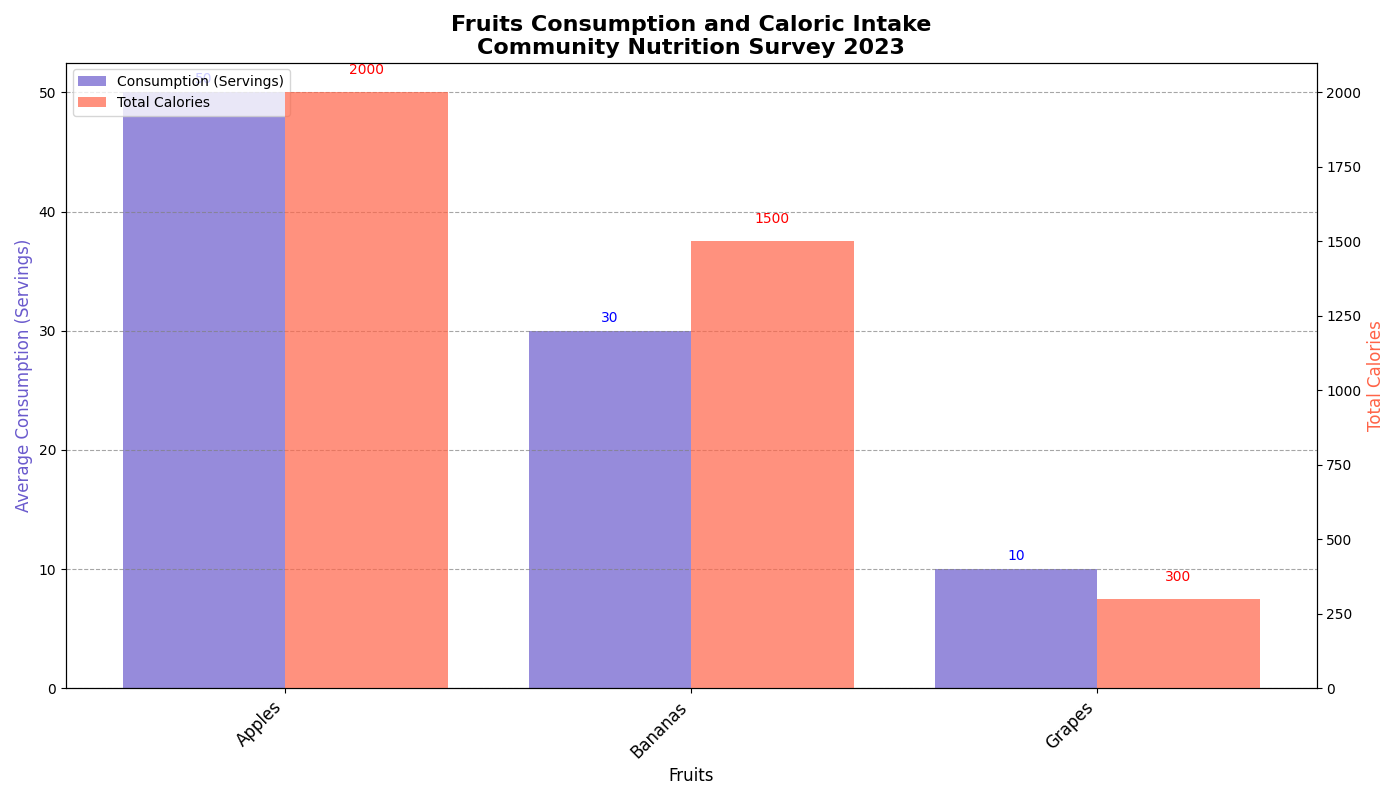 Fruits Consumption and Caloric Intake
Community Nutrition Survey 2023
Consumption (Servings)
Total Calories
50
2000
30
1500
10
300
Average Consumption (Servings)
50
40
30
20
10
0
Total Calories
2000
1750
1500
1250
1000
750
500
250
0
Apples
Bananas
Grapes
Fruits